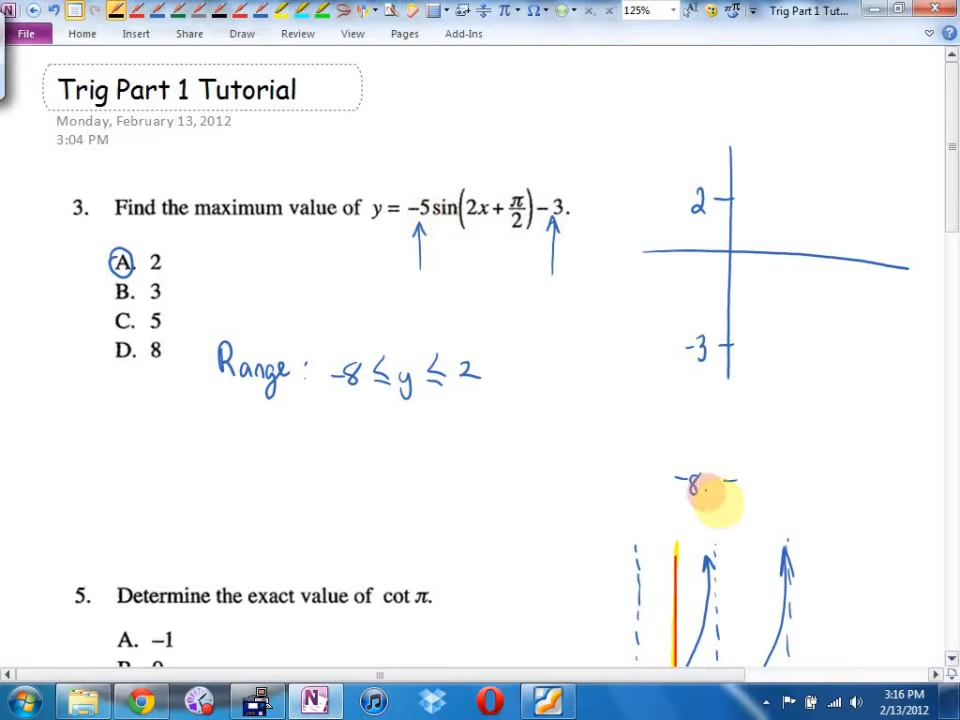 125%
Trig Part 1 Tut...
File Home Insert Share Draw Review Pages View Add-Ins
Trig Part 1 Tutorial
Monday, February 13, 2012
3:04 PM
3. Find the maximum value of y = −5 sin(2x + π/2) − 3.
A. 2
B. 3
C. 5
D. 8
Range: -8 ≤ y ≤ 2
2
-3
-8
5. Determine the exact value of cot π.
A. −1
3:16 PM
2/13/2012